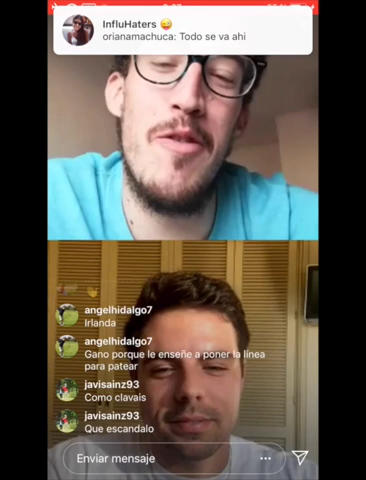 InfluHaters 😜
orianamachuca: Todo se va ahi
angelhidalgo7
Irlanda
angelhidalgo7
Gano porque le enseñe a poner la línea
para patear
javisainz93
Como clavais
javisainz93
Que escandalo
Enviar mensaje